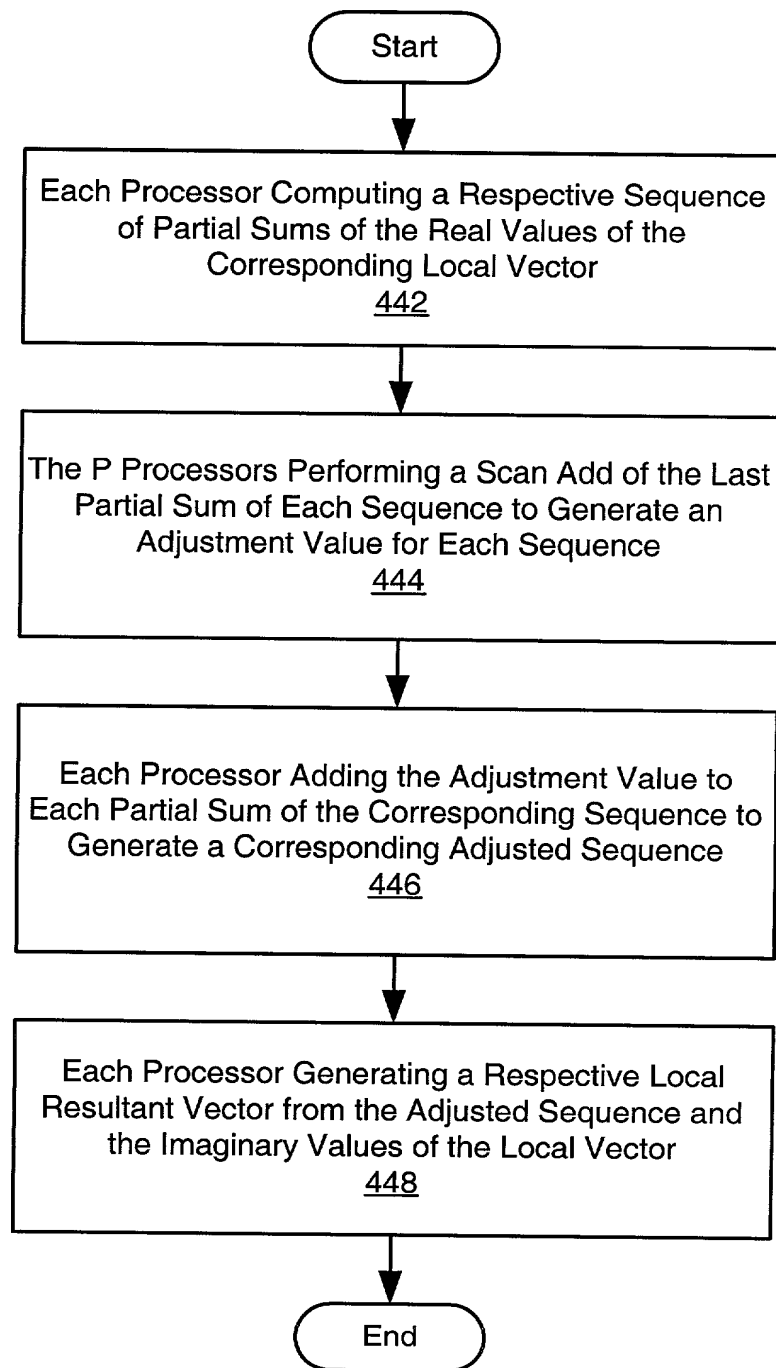 Start
Each Processor Computing a Respective Sequence
of Partial Sums of the Real Values of the
Corresponding Local Vector
442
The P Processors Performing a Scan Add of the Last
Partial Sum of Each Sequence to Generate an
Adjustment Value for Each Sequence
444
Each Processor Adding the Adjustment Value to
Each Partial Sum of the Corresponding Sequence to
Generate a Corresponding Adjusted Sequence
446
Each Processor Generating a Respective Local
Resultant Vector from the Adjusted Sequence and
the Imaginary Values of the Local Vector
448
End